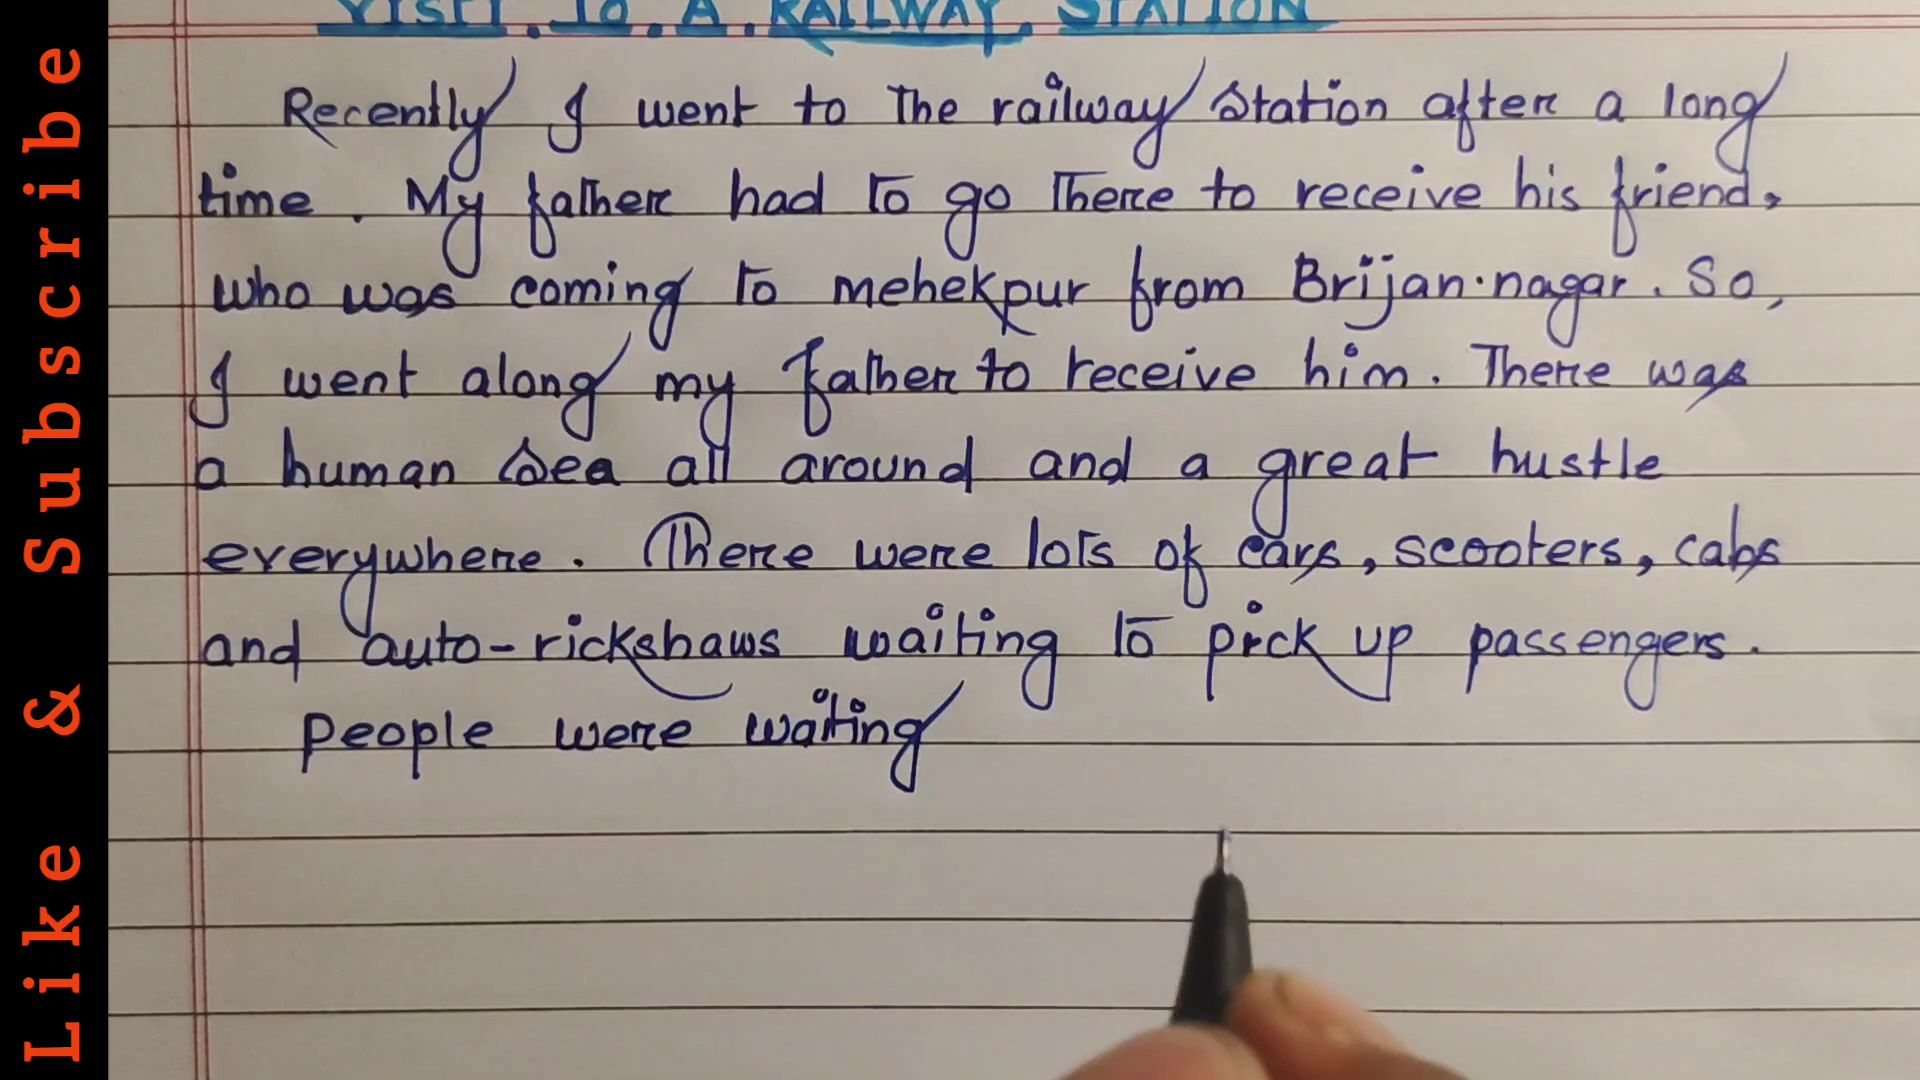 VISIT. TO. A. RAILWAY. STATION
Recently I went to the railway station after a long
time. My father had to go there to receive his friend,
who was coming to mehekpur from Brijan.nagar. So,
I went along my father to receive him. There was
a human sea all around and a great hustle
everywhere. There were lots of cars, scooters, cabs
and auto-rickshaws waiting to pick up passengers.
People were waiting
Like & Subscribe